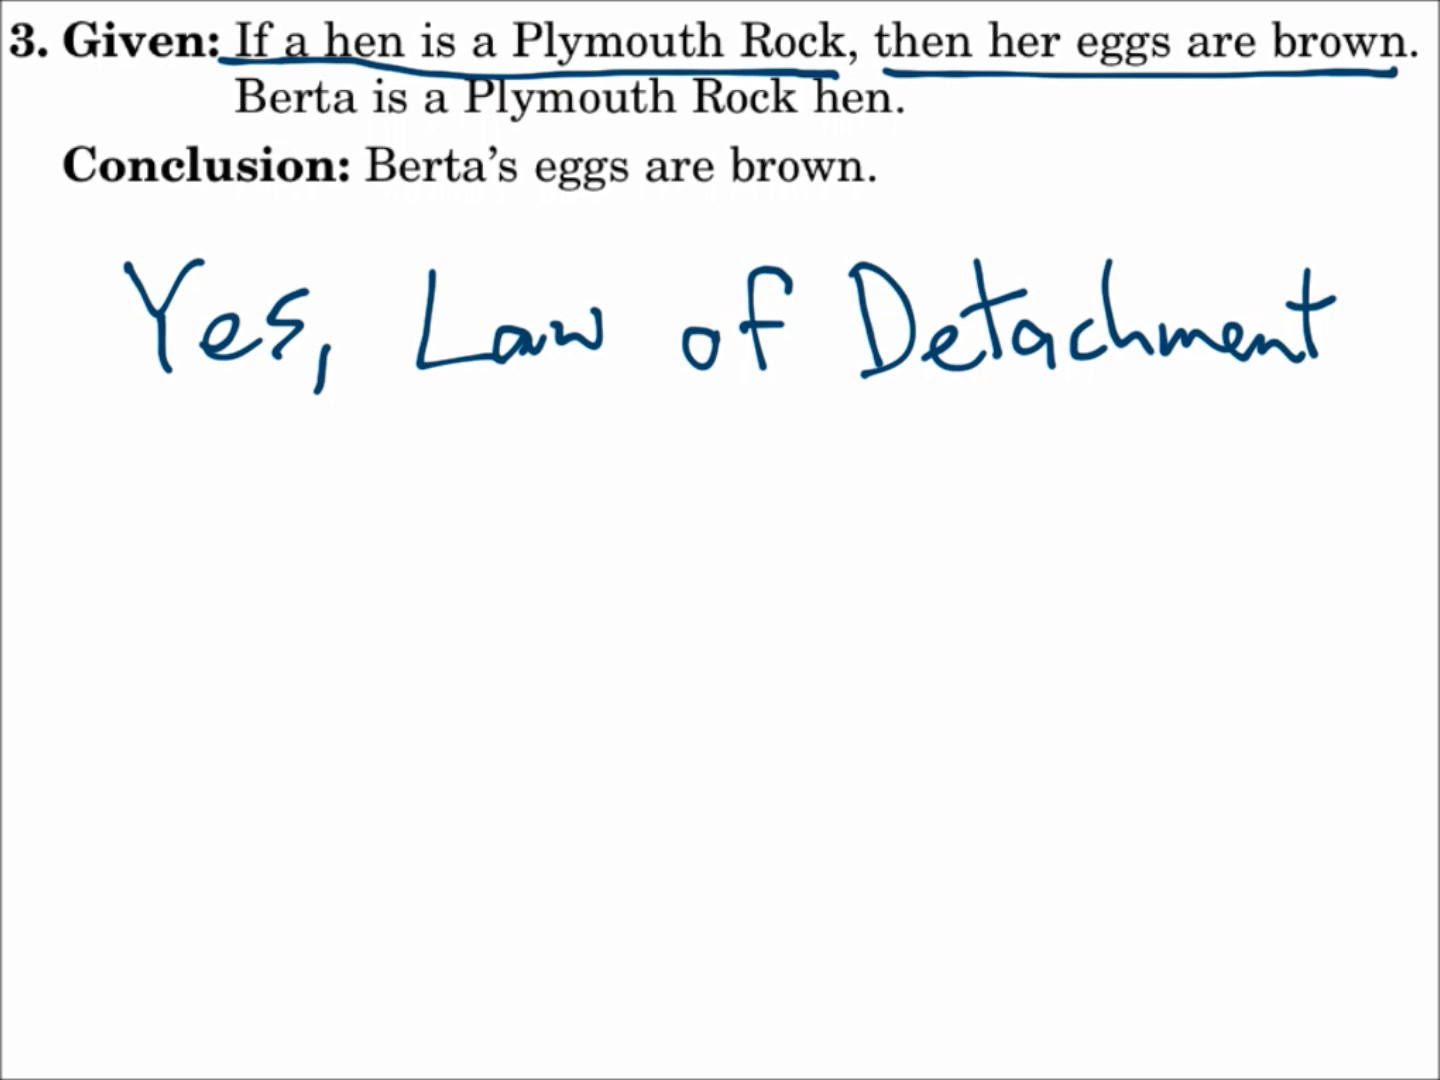 3. Given: If a hen is a Plymouth Rock, then her eggs are brown.
Berta is a Plymouth Rock hen.
Conclusion: Berta’s eggs are brown.
Yes, Law of Detachment